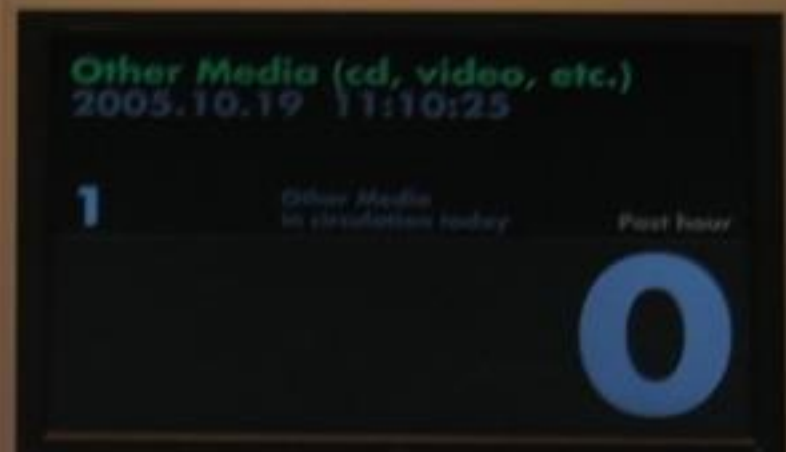 Other Media (cd, video, etc.)
2005.10.19 11:10:25
1
Other Media
in circulation today
Past hour
0